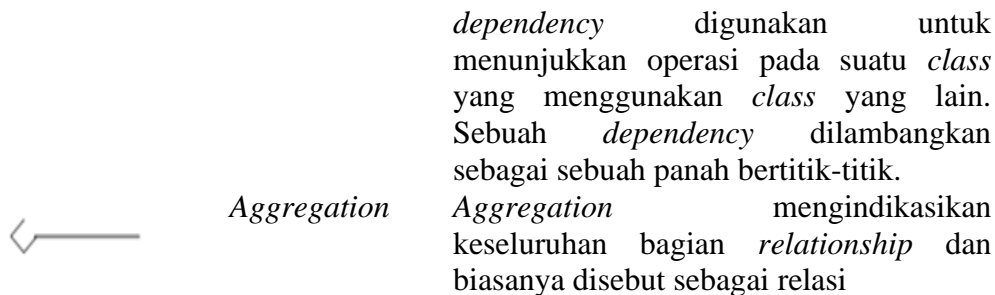 dependency digunakan untuk
menunjukkan operasi pada suatu class
yang menggunakan class yang lain.
Sebuah dependency dilambangkan
sebagai sebuah panah bertitik-titik.
Aggregation Aggregation mengindikasikan
keseluruhan bagian relationship dan
biasanya disebut sebagai relasi